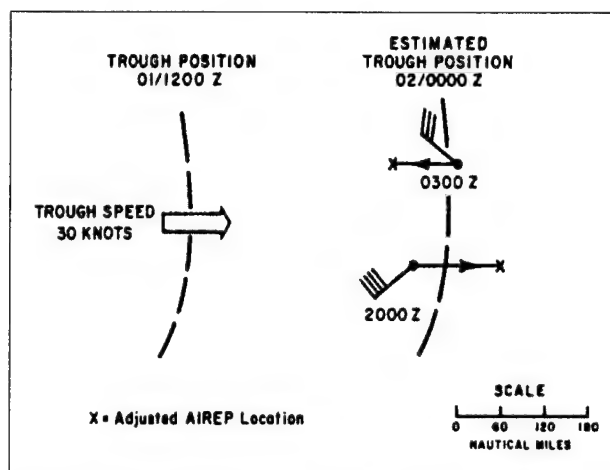 TROUGH POSITION
01/1200 Z
ESTIMATED
TROUGH POSITION
02/0000 Z
0300 Z
TROUGH SPEED
30 KNOTS
2000 Z
X = Adjusted AIREP Location
SCALE
0 60 120 180
NAUTICAL MILES